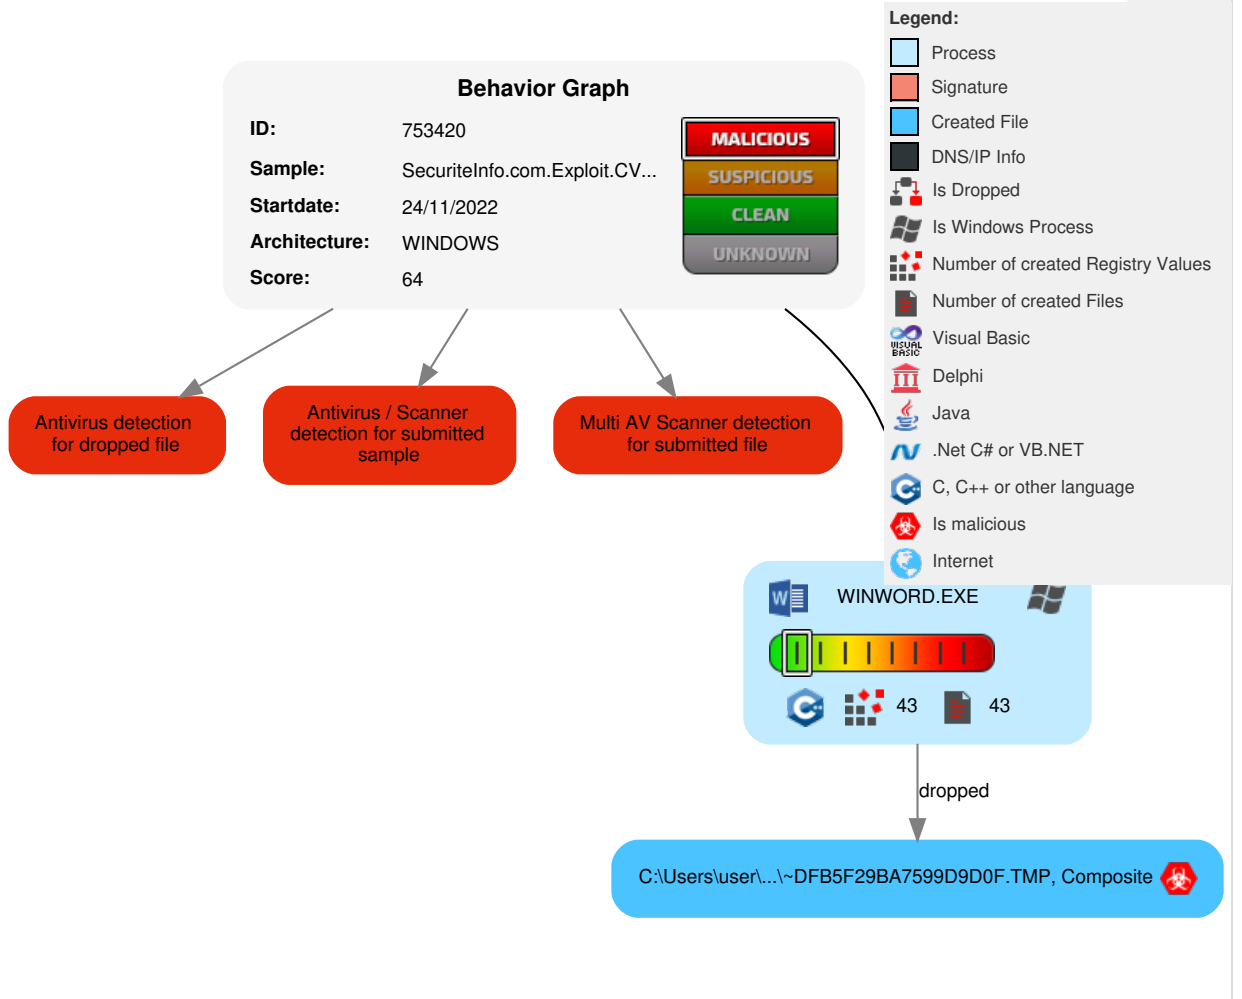 Behavior Graph
ID: 753420
Sample: SecuriteInfo.com.Exploit.CV...
Startdate: 24/11/2022
Architecture: WINDOWS
Score: 64
MALICIOUS
SUSPICIOUS
CLEAN
UNKNOWN
Legend:
Process
Signature
Created File
DNS/IP Info
Is Dropped
Is Windows Process
Number of created Registry Values
Number of created Files
VISUAL
BASIC
Visual Basic
Delphi
Java
.Net C# or VB.NET
C, C++ or other language
Is malicious
Internet
Antivirus detection
for dropped file
Antivirus / Scanner
detection for submitted
sample
Multi AV Scanner detection
for submitted file
W
WINWORD.EXE
43
43
dropped
C:\Users\user\...\~DFB5F29BA7599D9D0F.TMP, Composite